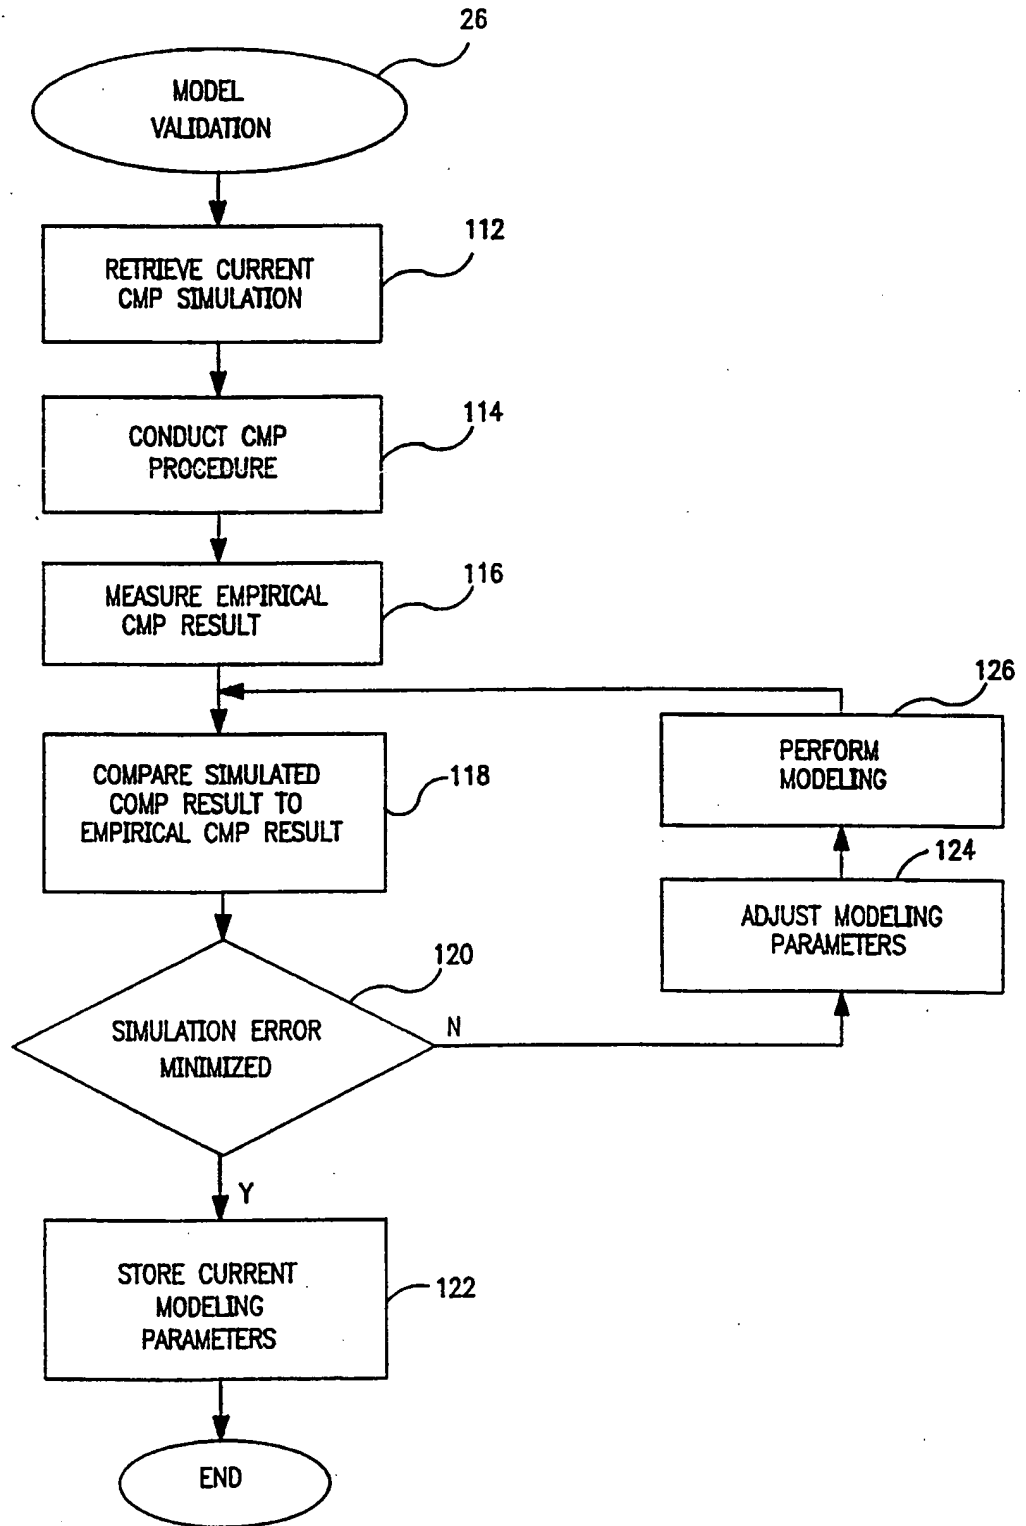 26
MODEL
VALIDATION
112
RETRIEVE CURRENT
CMP SIMULATION
114
CONDUCT CMP
PROCEDURE
116
MEASURE EMPIRICAL
CMP RESULT
126
PERFORM
MODELING
118
COMPARE SIMULATED
COMP RESULT TO
EMPIRICAL CMP RESULT
124
ADJUST MODELING
PARAMETERS
120
SIMULATION ERROR
MINIMIZED
N
Y
STORE CURRENT
MODELING
PARAMETERS
122
END